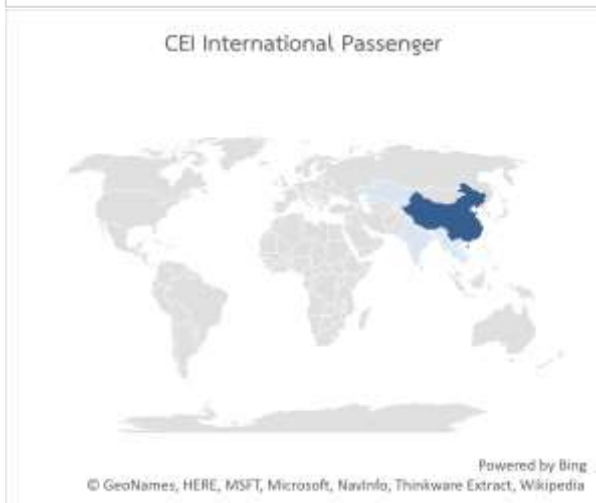 CEI International Passenger
Powered by Bing
© GeoNames, HERE, MSFT, Microsoft, NavInfo, Thinkware Extract, Wikipedia